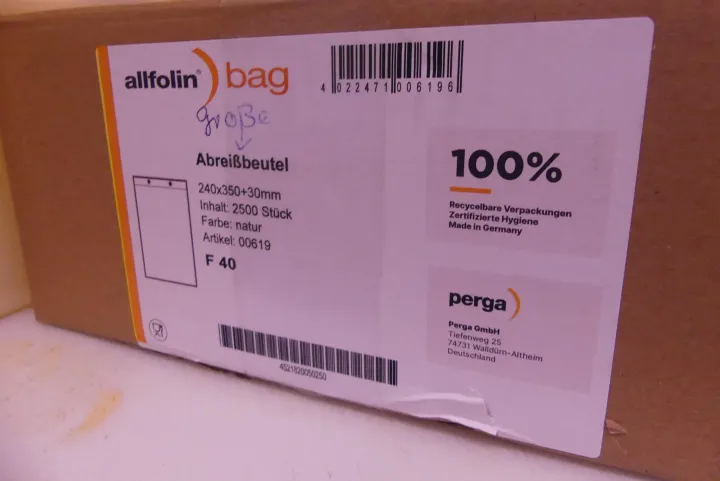 allfolin® bag
4 022471 006196
große
Abreißbeutel
240x350+30mm
Inhalt: 2500 Stück
Farbe: natur
Artikel: 00619
F 40
4521820050250
100%
Recycelbare Verpackungen
Zertifizierte Hygiene
Made in Germany
perga
Perga GmbH
Tiefenweg 25
74731 Walldürn-Altheim
Deutschland